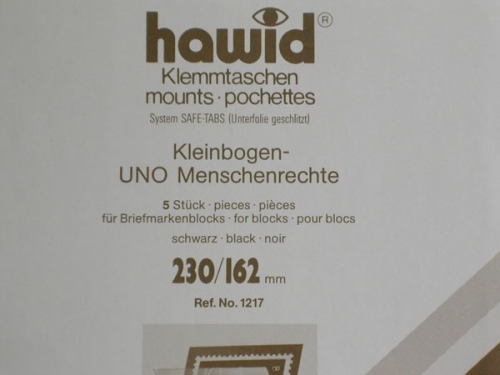 hawid®
Klemmtaschen
mounts · pochettes
System SAFE-TABS (Unterfolie geschlitzt)
Kleinbogen-
UNO Menschenrechte
5 Stück · pieces · pièces
für Briefmarkenblocks · for blocks · pour blocs
schwarz · black · noir
230/162 mm
Ref. No. 1217